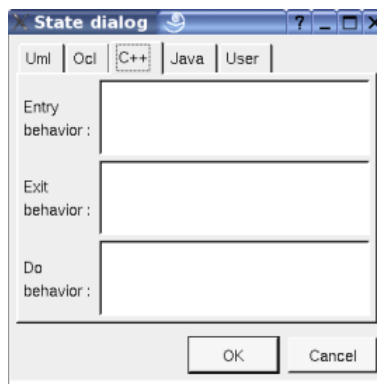 State dialog
Uml Ocl C++ Java User
Entry
behavior :
Exit
behavior :
Do
behavior :
OK Cancel